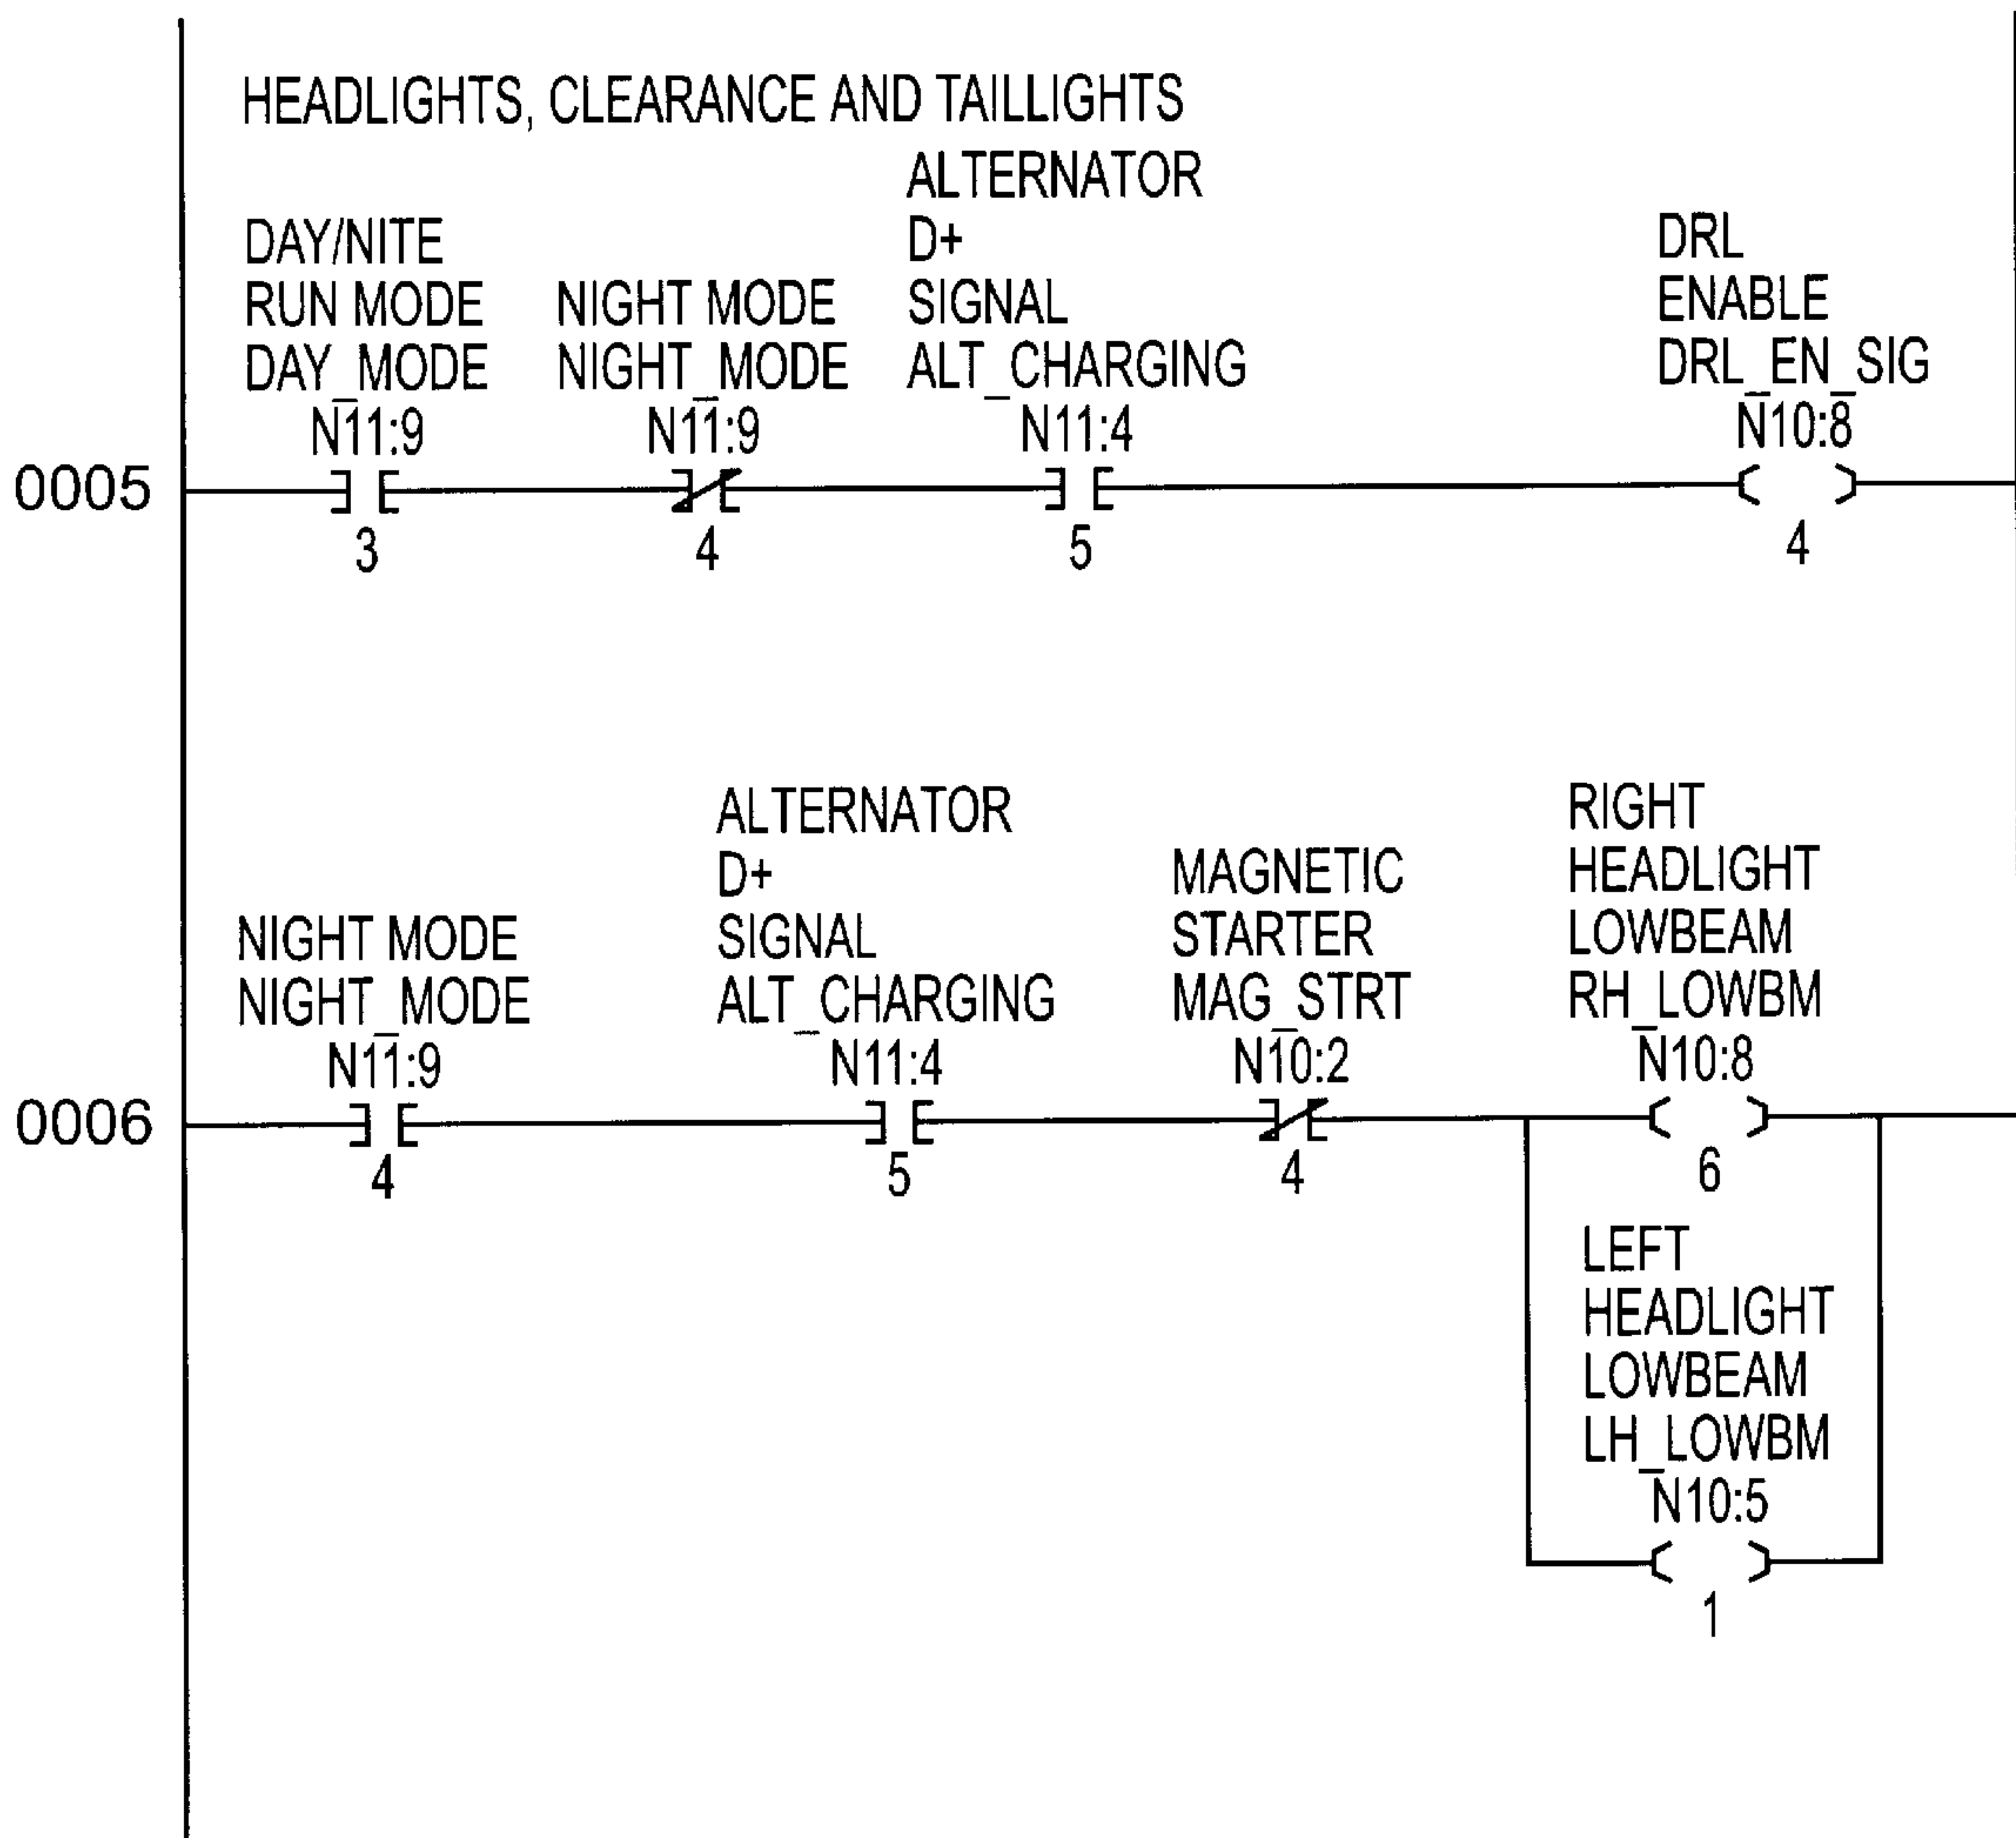 HEADLIGHTS, CLEARANCE AND TAILLIGHTS
DAY/NITE
RUN MODE
DAY_MODE
N11:9
3
NIGHT MODE
NIGHT_MODE
N11:9
4
ALTERNATOR
D+
SIGNAL
ALT_CHARGING
N11:4
5
DRL
ENABLE
DRL_EN_SIG
N10:8
4
0005
NIGHT MODE
NIGHT_MODE
N11:9
4
ALTERNATOR
D+
SIGNAL
ALT_CHARGING
N11:4
5
MAGNETIC
STARTER
MAG_STRT
N10:2
4
RIGHT
HEADLIGHT
LOWBEAM
RH_LOWBM
N10:8
6
0006
LEFT
HEADLIGHT
LOWBEAM
LH_LOWBM
N10:5
1